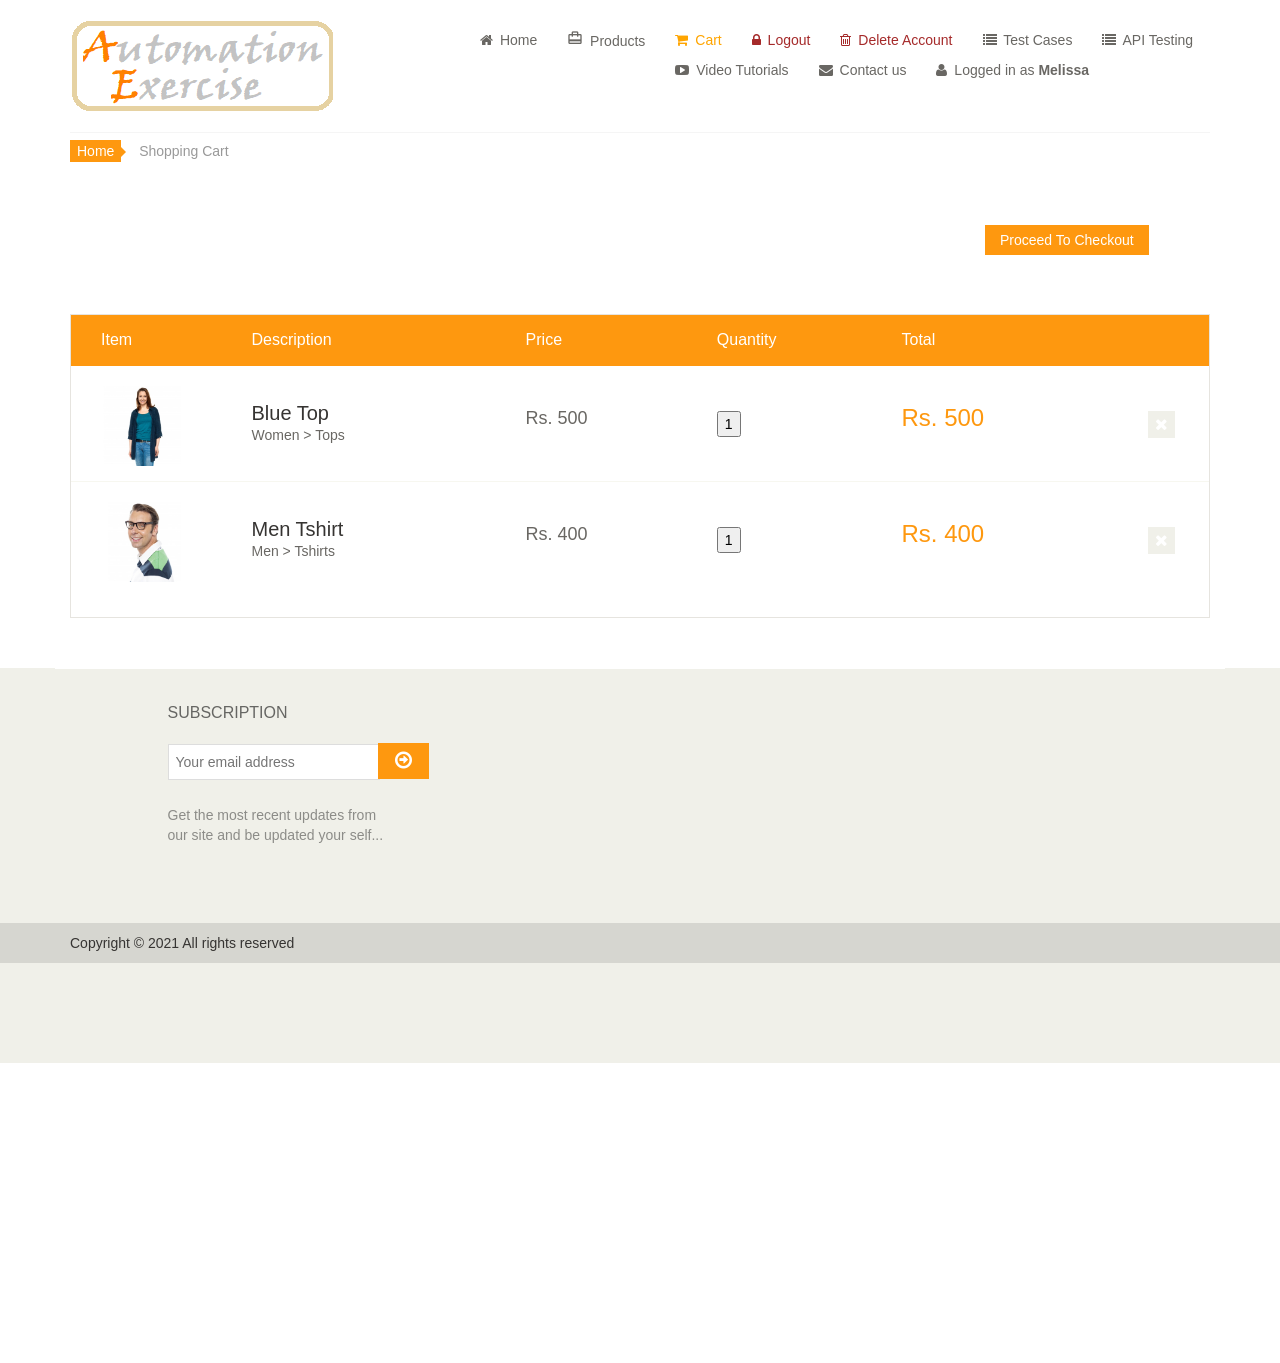 Automation
Exercise
Home Products Cart Logout Delete Account Test Cases API Testing
Video Tutorials Contact us Logged in as Melissa
Home Shopping Cart
Proceed To Checkout
Item Description Price Quantity Total
Blue Top Rs. 500 1 Rs. 500
Women > Tops
Men Tshirt Rs. 400 1 Rs. 400
Men > Tshirts
SUBSCRIPTION
Your email address
Get the most recent updates from
our site and be updated your self...
Copyright © 2021 All rights reserved